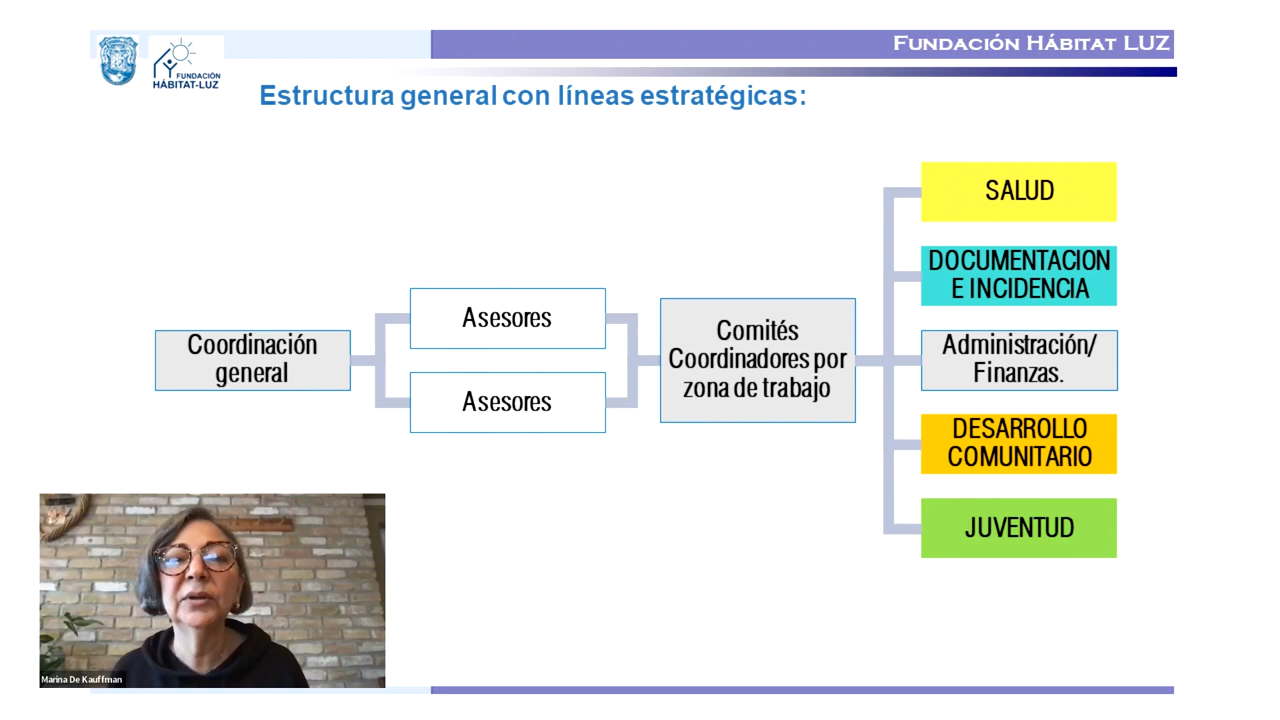 FUNDACIÓN HÁBITAT LUZ
FUNDACIÓN
HÁBITAT-LUZ
Estructura general con líneas estratégicas:
Coordinación
general
Asesores
Asesores
Comités
Coordinadores por
zona de trabajo
SALUD
DOCUMENTACION
E INCIDENCIA
Administración/
Finanzas.
DESARROLLO
COMUNITARIO
JUVENTUD
Marina De Kauffman